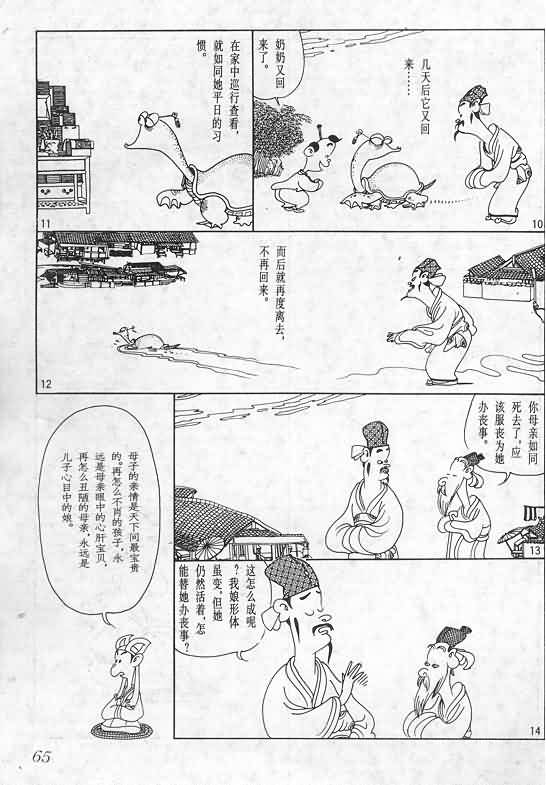 几天后它又回
来……
奶奶又回
来了。
10
在家中巡行查看，
就如同她平日的习
惯。
11
而后就再度离去，
不再回来。
12
你母亲如同
死去了，应
该服丧为她
办丧事。
13
这怎么成呢
？我娘形体
虽变，但她
仍然活着，怎
能替她办丧事？
14
母子的亲情是天下间最宝贵
的。再怎么不肖的孩子，永
远是母亲眼中的心肝宝贝，
再怎么丑陋的母亲，永远是
儿子心目中的娘。
65